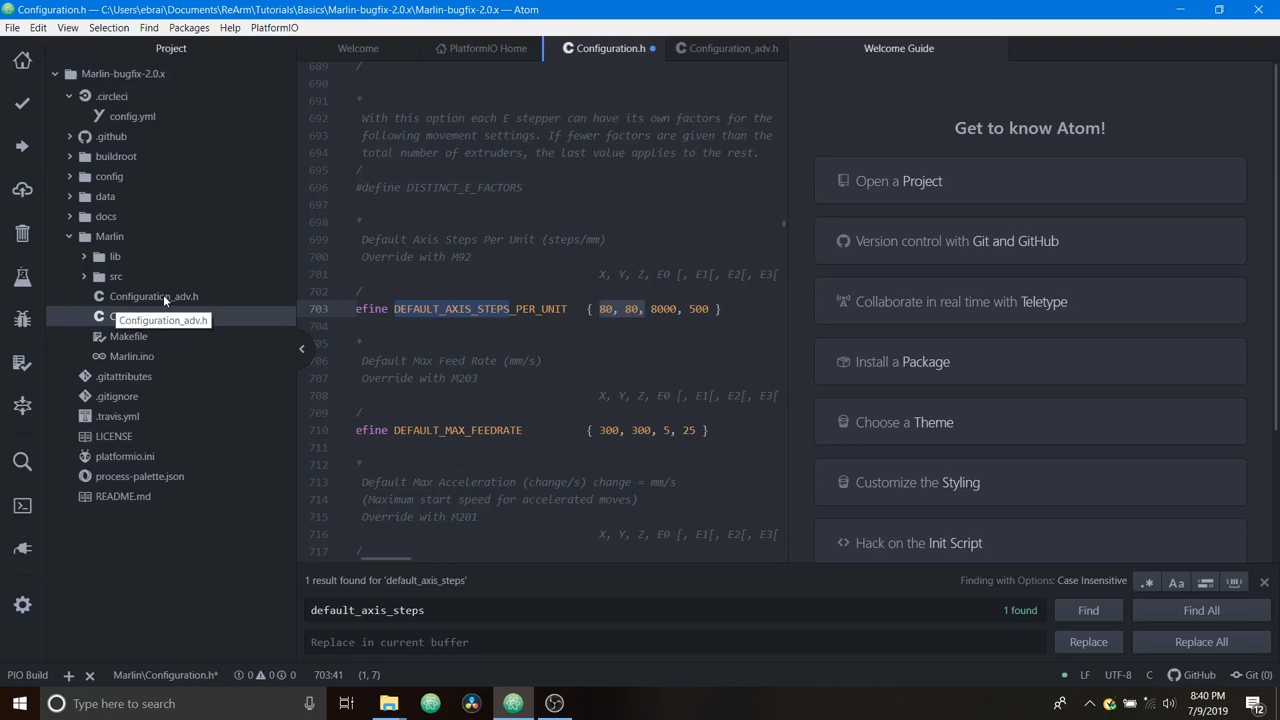 Configuration.h — C:\Users\ebrai\Documents\ReArm\Tutorials\Basics\Marlin-bugfix-2.0.x\Marlin-bugfix-2.0.x — Atom
File Edit View Selection Find Packages Help PlatformIO
Project
Marlin-bugfix-2.0.x
.circleci
config.yml
.github
buildroot
config
data
docs
Marlin
lib
src
Configuration_adv.h
Configuration_adv.h
Makefile
Marlin.ino
.gitattributes
.gitignore
.travis.yml
LICENSE
platformio.ini
process-palette.json
README.md
Welcome PlatformIO Home Configuration.h Configuration_adv.h
689 /
690
691 *
692 With this option each E stepper can have its own factors for the
693 following movement settings. If fewer factors are given than the
694 total number of extruders, the last value applies to the rest.
695 /
696 #define DISTINCT_E_FACTORS
697
698 *
699 Default Axis Steps Per Unit (steps/mm)
700 Override with M92
701 X, Y, Z, E0 [, E1[, E2[, E3[
702 /
703 efine DEFAULT_AXIS_STEPS_PER_UNIT { 80, 80, 8000, 500 }
704
705 *
706 Default Max Feed Rate (mm/s)
707 Override with M203
708 X, Y, Z, E0 [, E1[, E2[, E3[
709 /
710 efine DEFAULT_MAX_FEEDRATE { 300, 300, 5, 25 }
711
712 *
713 Default Max Acceleration (change/s) change = mm/s
714 (Maximum start speed for accelerated moves)
715 Override with M201
716 X, Y, Z, E0 [, E1[, E2[, E3[
717 /
Welcome Guide
Get to know Atom!
Open a Project
Version control with Git and GitHub
Collaborate in real time with Teletype
Install a Package
Choose a Theme
Customize the Styling
Hack on the Init Script
1 result found for 'default_axis_steps' Finding with Options: Case Insensitive .* Aa
default_axis_steps 1 found Find Find All
Replace in current buffer Replace Replace All
PIO Build Marlin\Configuration.h* 0 0 0 703:41 (1, 7) LF UTF-8 C GitHub Git (0)
Type here to search
8:40 PM
7/9/2019
12